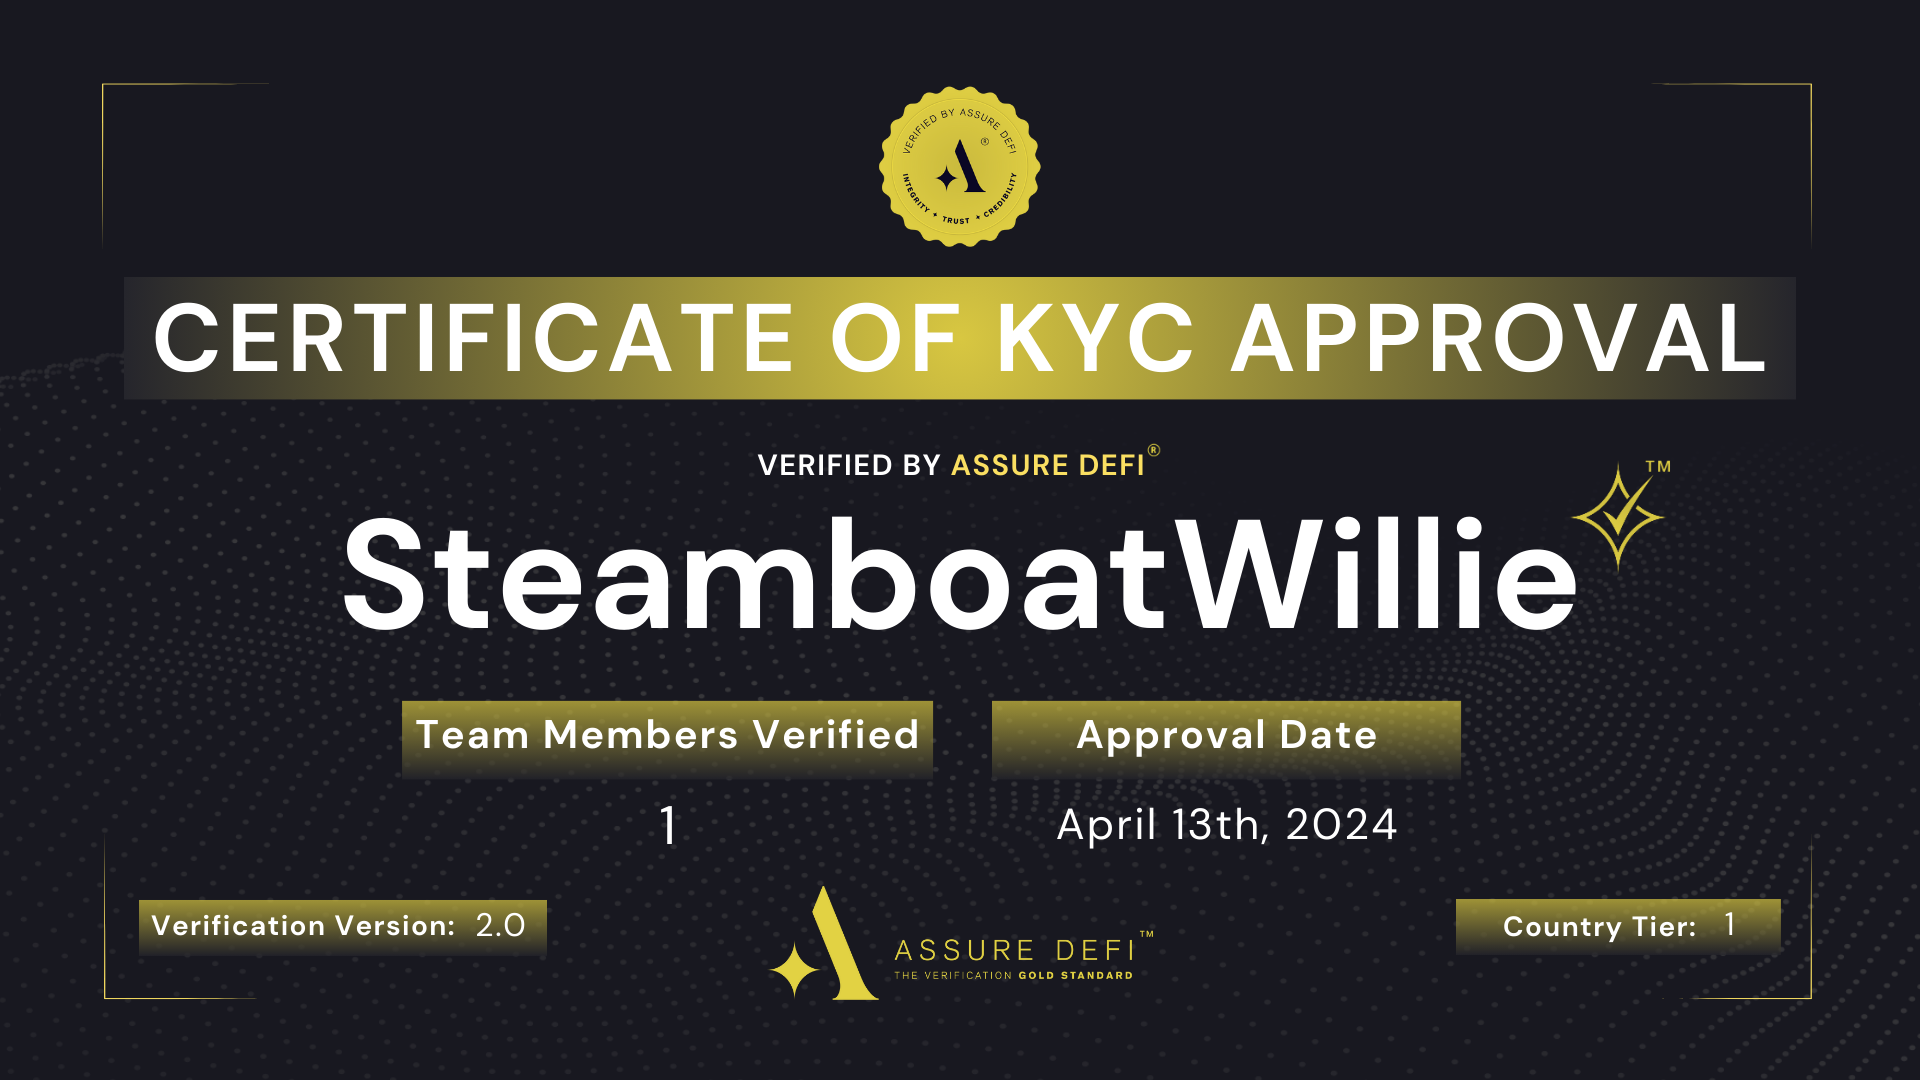 VERIFIED BY ASSURE DEFI
A ®
INTEGRITY ✦ TRUST ✦ CREDIBILITY
CERTIFICATE OF KYC APPROVAL
VERIFIED BY ASSURE DEFI®
SteamboatWillie ™
Team Members Verified
1
Approval Date
April 13th, 2024
Verification Version: 2.0
ASSURE DEFI™
THE VERIFICATION GOLD STANDARD
Country Tier: 1